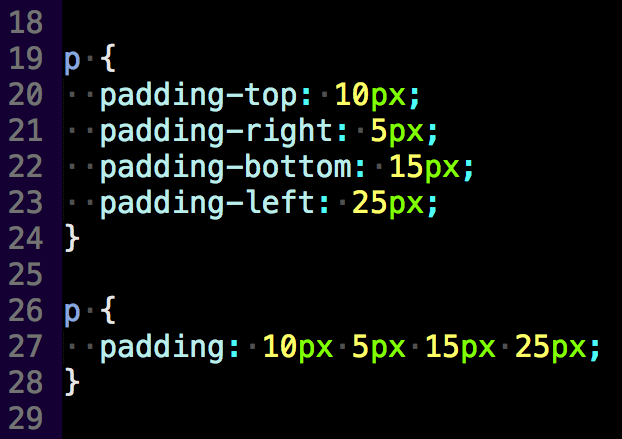 18
19 p {
20   padding-top: 10px;
21   padding-right: 5px;
22   padding-bottom: 15px;
23   padding-left: 25px;
24 }
25
26 p {
27   padding: 10px 5px 15px 25px;
28 }
29